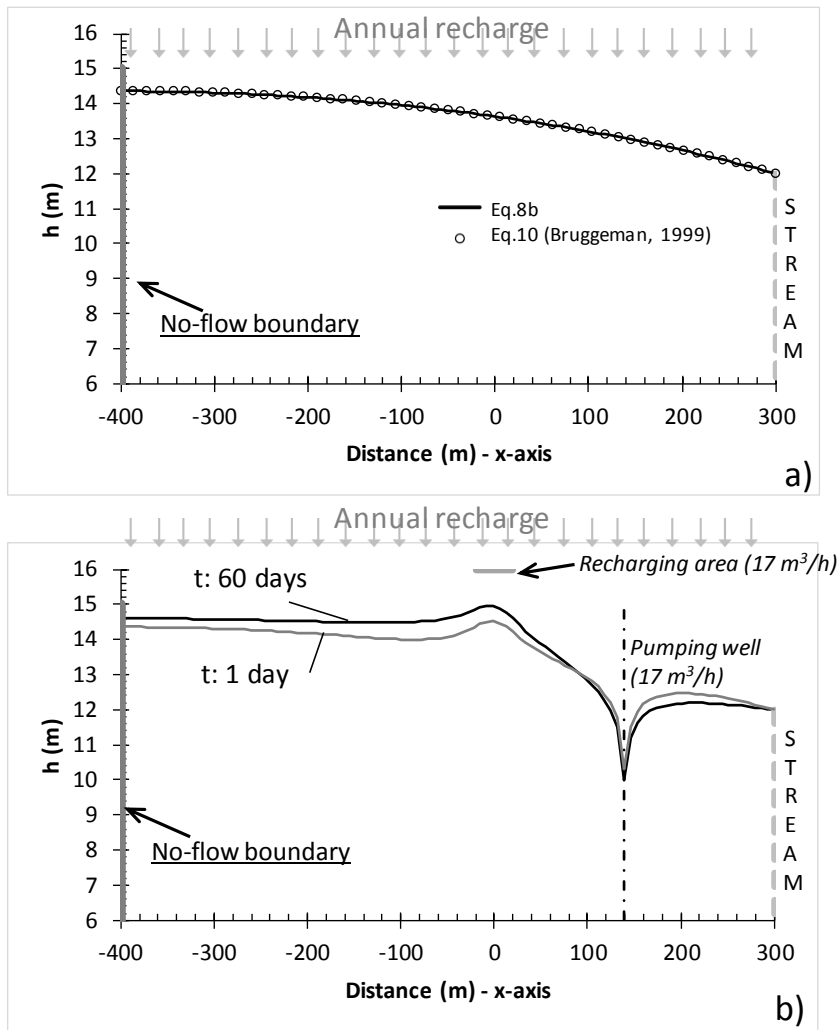 Annual recharge
16
15
14
13
12
11
10
9
8
7
6
h (m)
Eq.8b
Eq.10 (Bruggeman, 1999)
No-flow boundary
STREAM
-400 -300 -200 -100 0 100 200 300
Distance (m) - x-axis
a)
Annual recharge
16
15
14
13
12
11
10
9
8
7
6
h (m)
t: 60 days
t: 1 day
Recharging area (17 m³/h)
Pumping well
(17 m³/h)
No-flow boundary
STREAM
-400 -300 -200 -100 0 100 200 300
Distance (m) - x-axis
b)